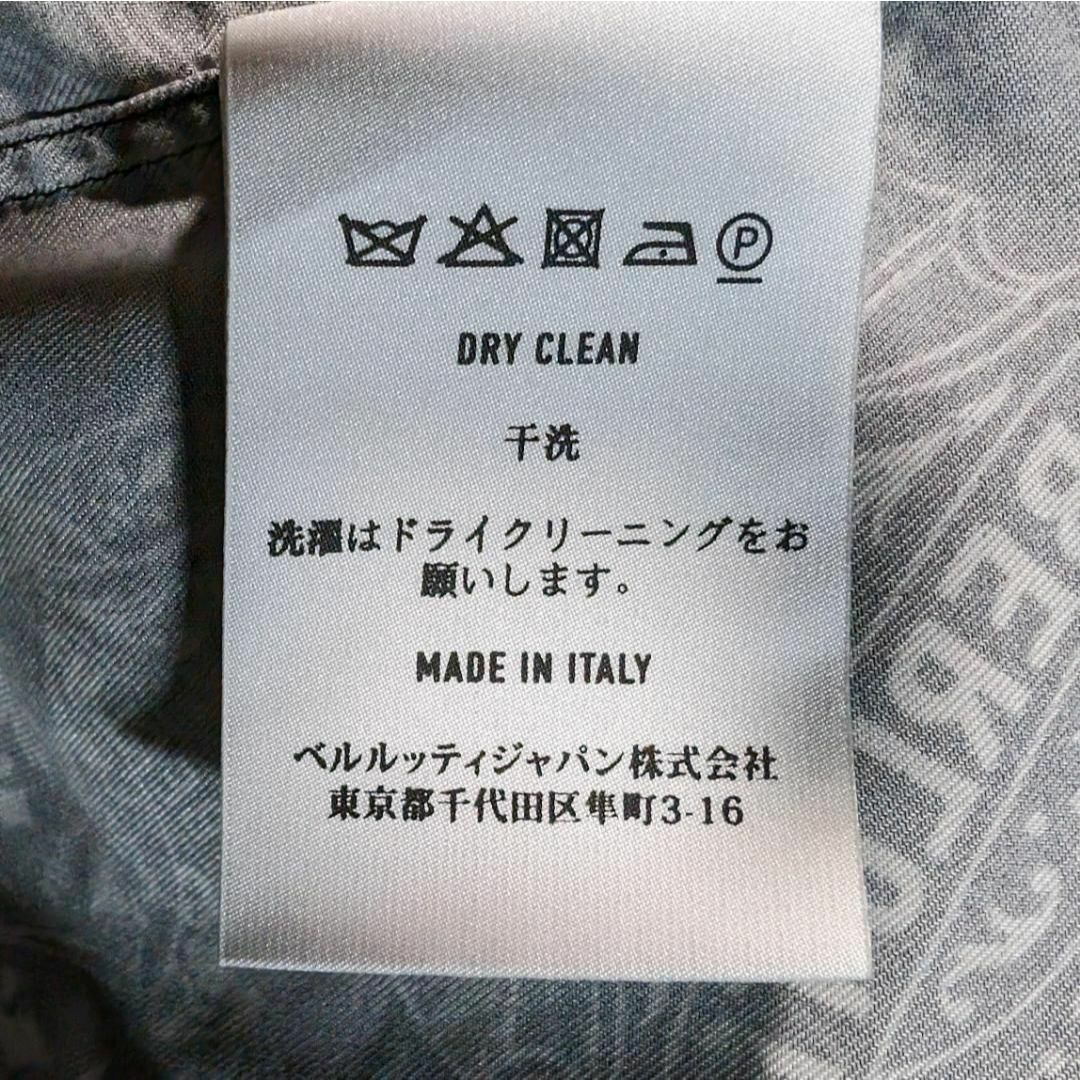 P
DRY CLEAN
干洗
洗濯はドライクリーニングをお
願いします。
MADE IN ITALY
ベルルッティジャパン株式会社
東京都千代田区隼町3-16